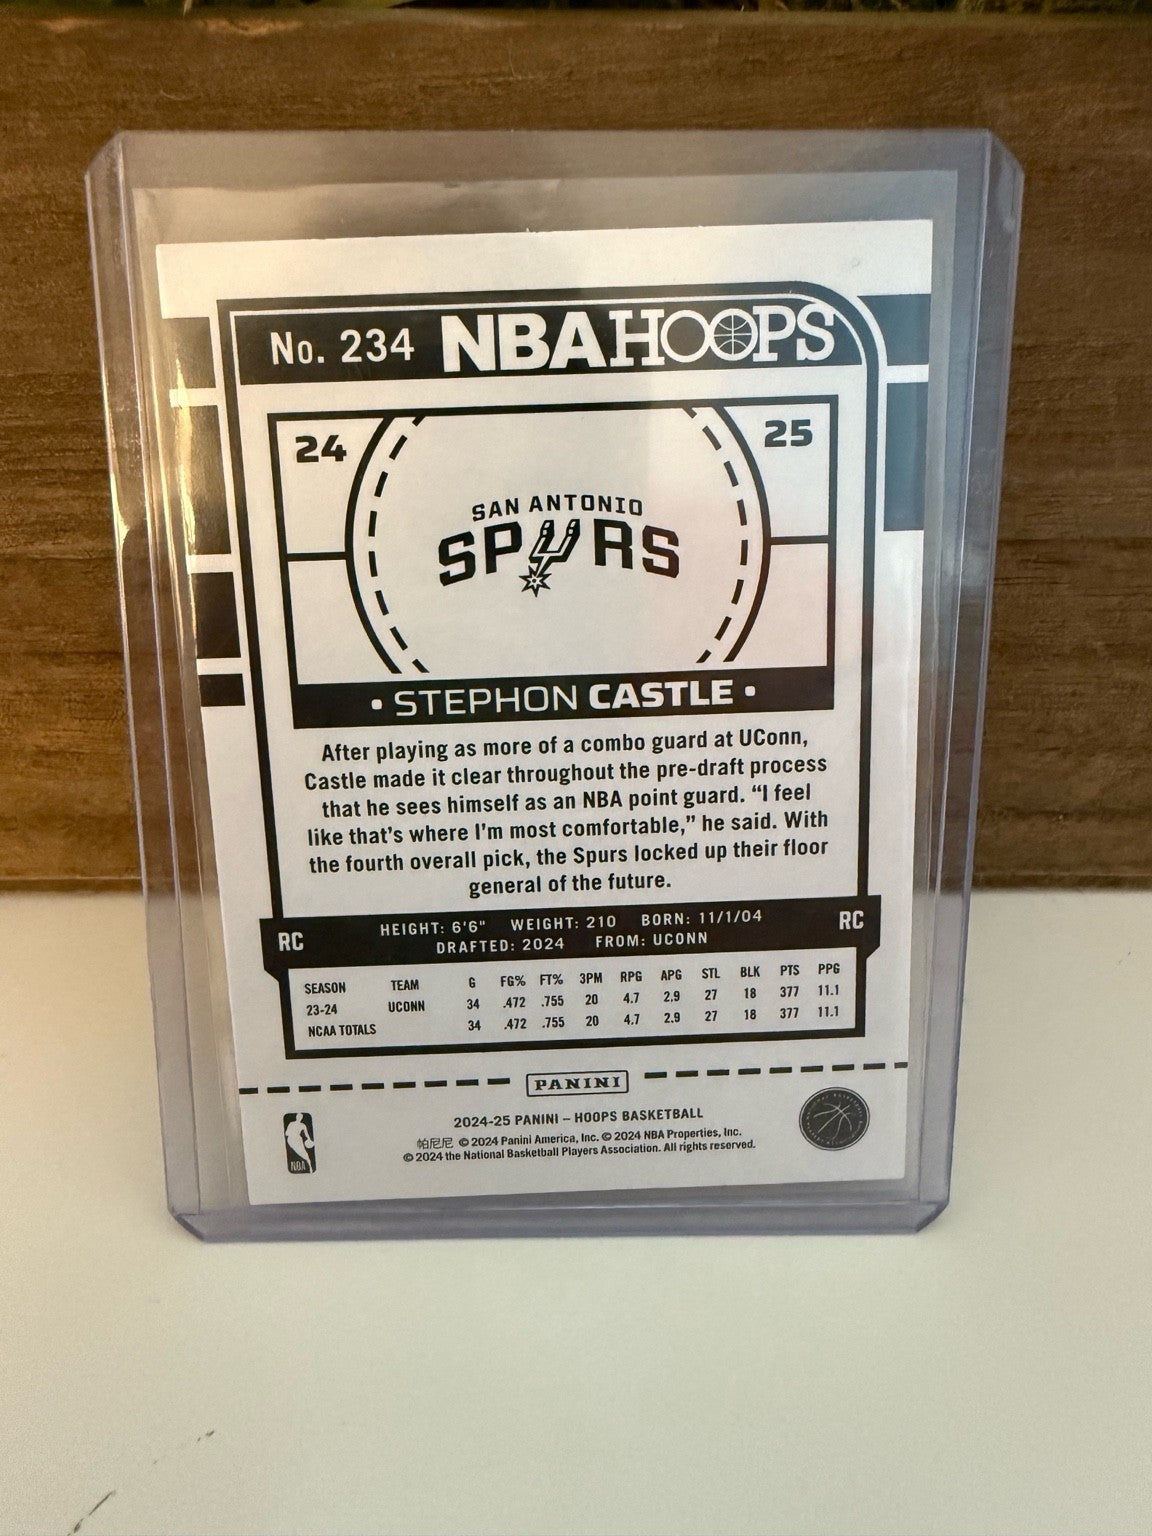 No. 234 NBA HOOPS
24 25
SAN ANTONIO
SPURS
• STEPHON CASTLE •
After playing as more of a combo guard at UConn,
Castle made it clear throughout the pre-draft process
that he sees himself as an NBA point guard. “I feel
like that’s where I’m most comfortable,” he said. With
the fourth overall pick, the Spurs locked up their floor
general of the future.
RC HEIGHT: 6'6" WEIGHT: 210 BORN: 11/1/04 RC
DRAFTED: 2024 FROM: UCONN
SEASON TEAM G FG% FT% 3PM RPG APG STL BLK PTS PPG
23-24 UCONN 34 .472 .755 20 4.7 2.9 27 18 377 11.1
NCAA TOTALS 34 .472 .755 20 4.7 2.9 27 18 377 11.1
PANINI
2024-25 PANINI – HOOPS BASKETBALL
帕尼尼 © 2024 Panini America, Inc. © 2024 NBA Properties, Inc.
© 2024 the National Basketball Players Association. All rights reserved.
NBA